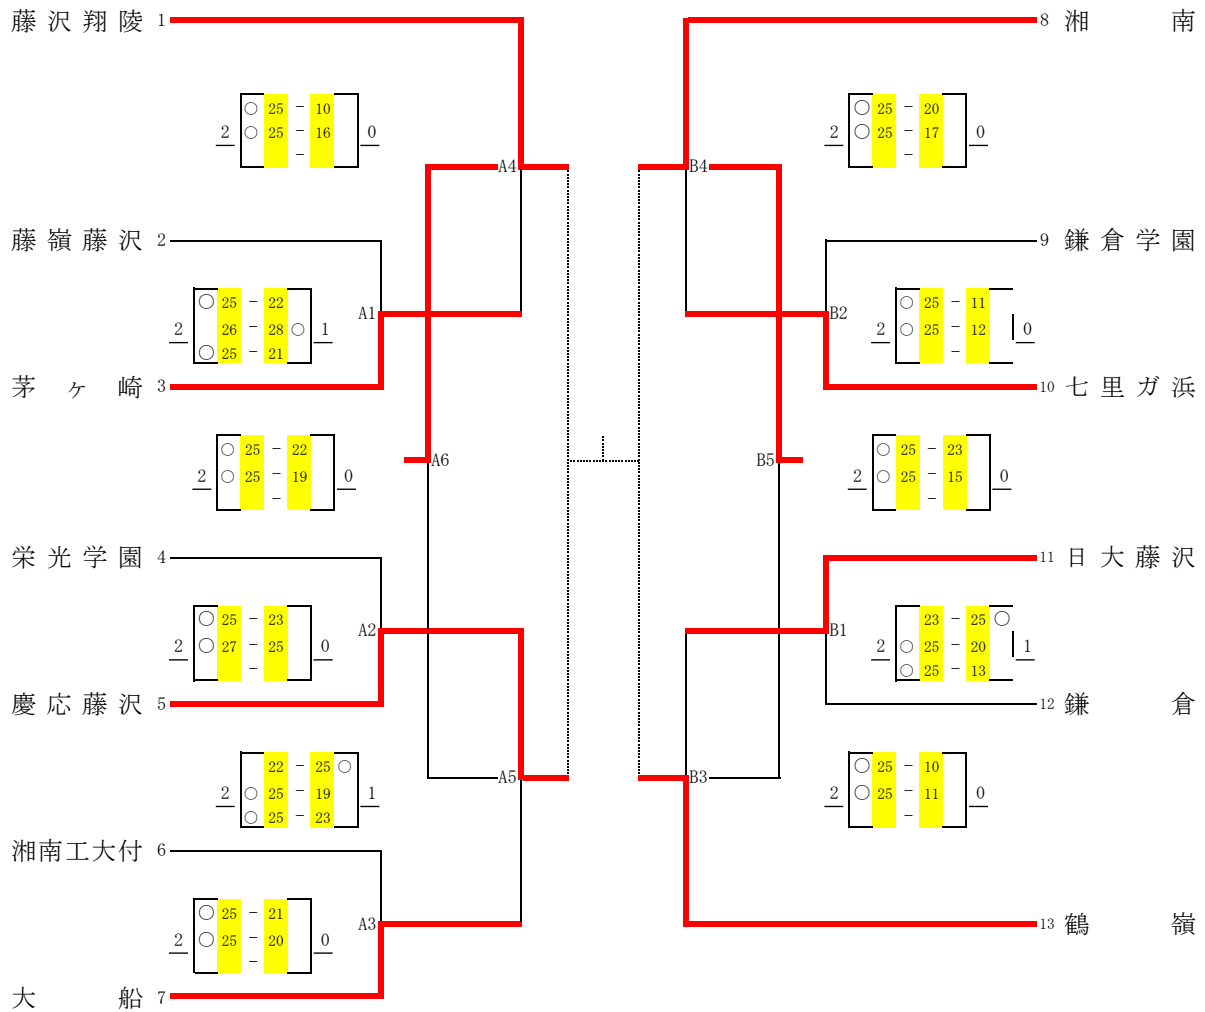 藤沢翔陵 1
8 湘南
○ 25 - 10
2 ○ 25 - 16 0
-
○ 25 - 20
2 ○ 25 - 17 0
-
A4
B4
藤嶺藤沢 2
9 鎌倉学園
○ 25 - 22
2 26 - 28 ○ 1
○ 25 - 21
A1
B2
○ 25 - 11
2 ○ 25 - 12 0
-
茅ヶ崎 3
10 七里ガ浜
○ 25 - 22
2 ○ 25 - 19 0
-
A6
B5
○ 25 - 23
2 ○ 25 - 15 0
-
栄光学園 4
11 日大藤沢
○ 25 - 23
2 ○ 27 - 25 0
-
A2
B1
23 - 25 ○
2 ○ 25 - 20 1
○ 25 - 13
慶応藤沢 5
12 鎌倉
22 - 25 ○
2 ○ 25 - 19 1
○ 25 - 23
A5
B3
○ 25 - 10
2 ○ 25 - 11 0
-
湘南工大付 6
○ 25 - 21
2 ○ 25 - 20 0
-
A3
13 鶴嶺
大船 7